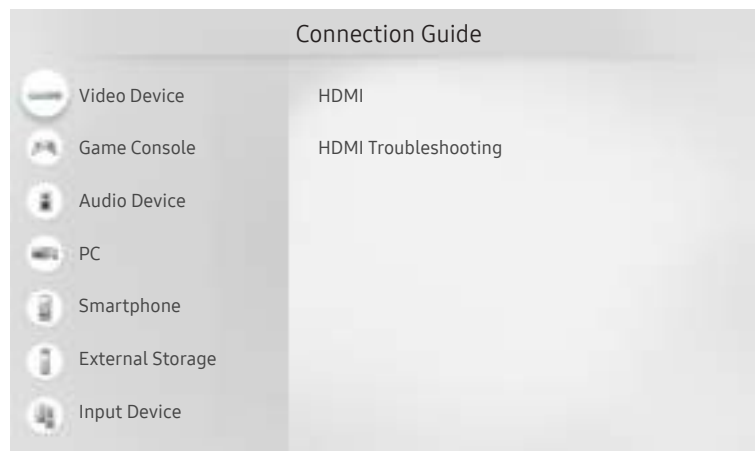 Connection Guide
Video Device
Game Console
Audio Device
PC
Smartphone
External Storage
Input Device
HDMI
HDMI Troubleshooting